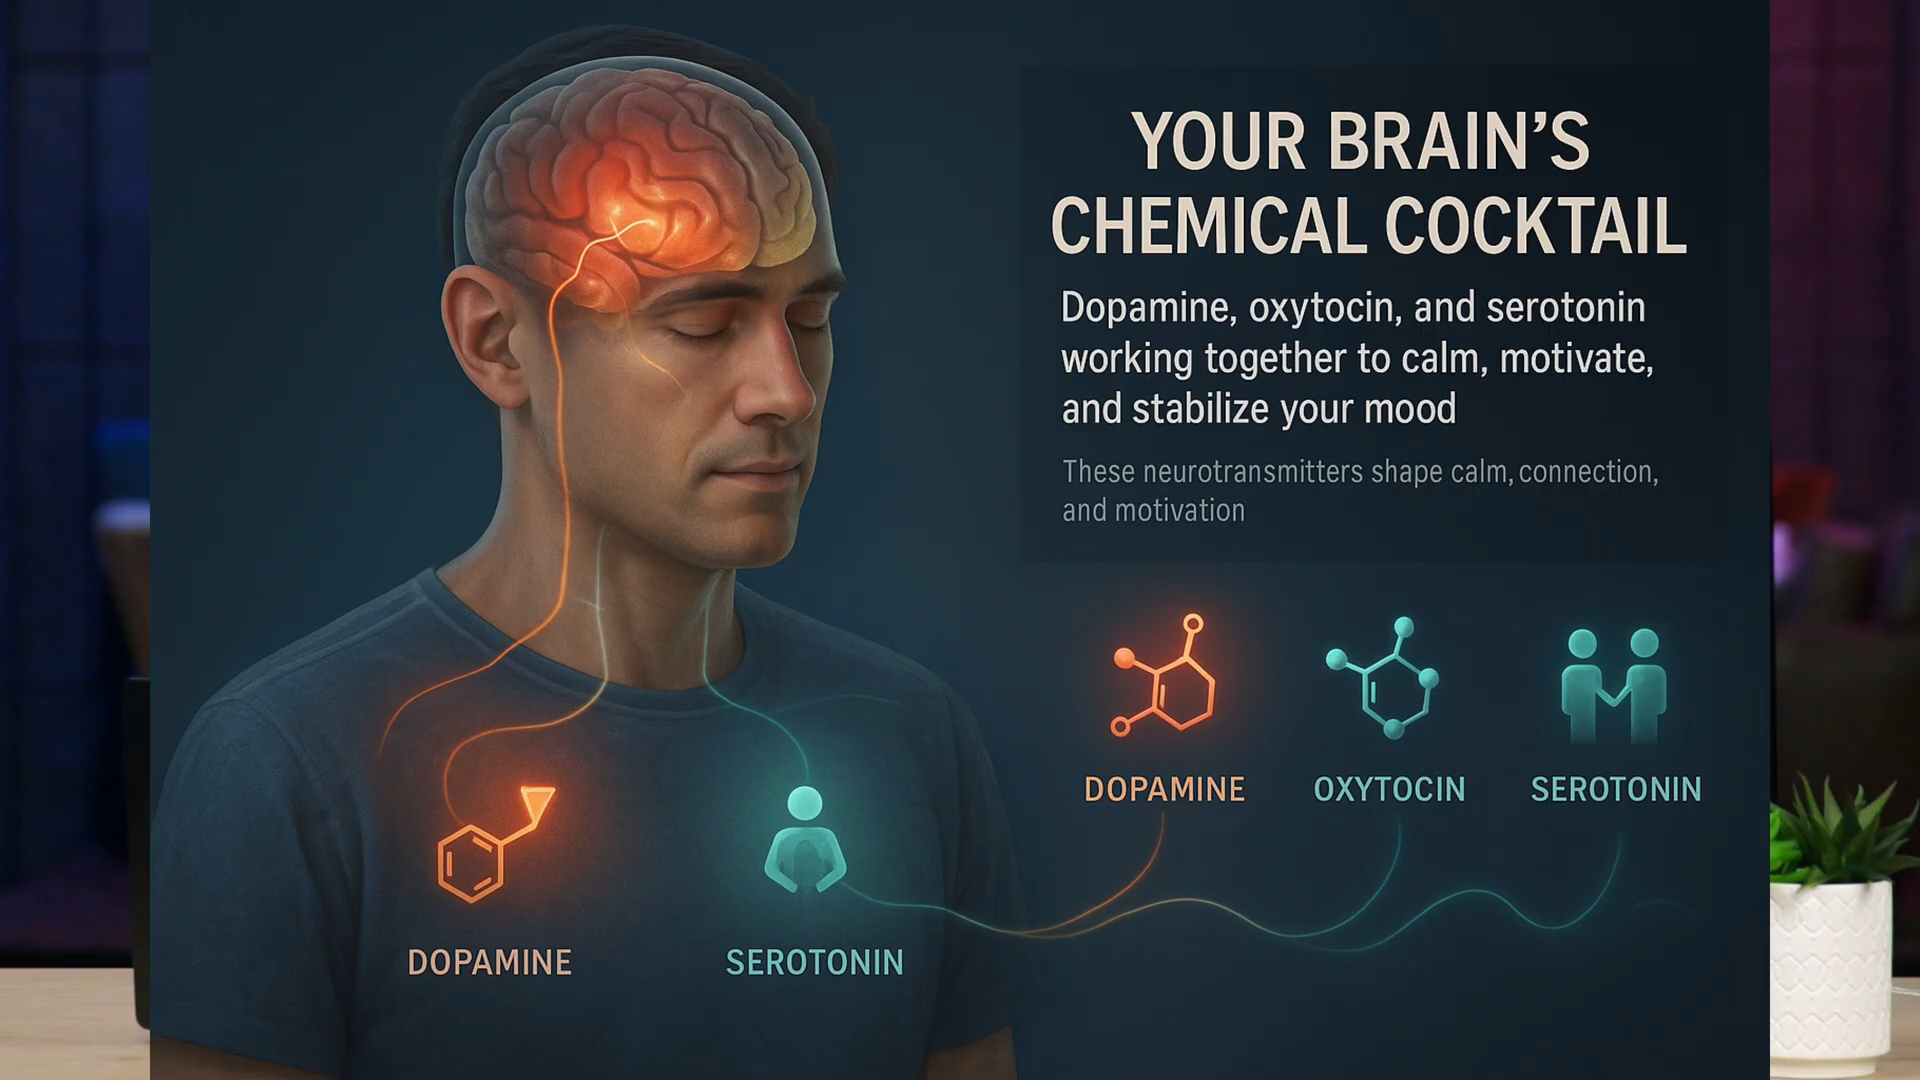 YOUR BRAIN’S
CHEMICAL COCKTAIL
Dopamine, oxytocin, and serotonin
working together to calm, motivate,
and stabilize your mood
These neurotransmitters shape calm, connection,
and motivation
DOPAMINE
OXYTOCIN
SEROTONIN
DOPAMINE
SEROTONIN